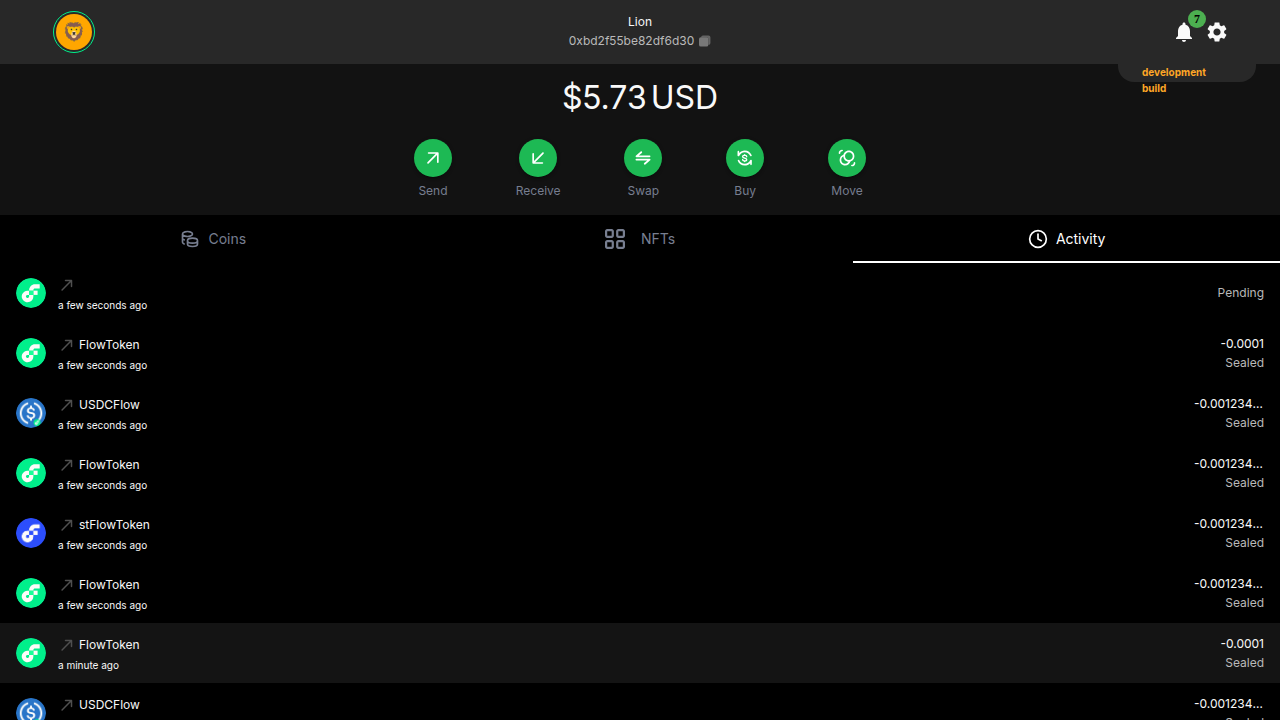 Lion
0xbd2f55be82df6d30
7
development
build
$5.73 USD
Send
Receive
Swap
Buy
Move
Coins
NFTs
Activity
a few seconds ago
Pending
FlowToken
-0.0001
a few seconds ago
Sealed
USDCFlow
-0.001234...
a few seconds ago
Sealed
FlowToken
-0.001234...
a few seconds ago
Sealed
stFlowToken
-0.001234...
a few seconds ago
Sealed
FlowToken
-0.001234...
a few seconds ago
Sealed
FlowToken
-0.0001
a minute ago
Sealed
USDCFlow
-0.001234...